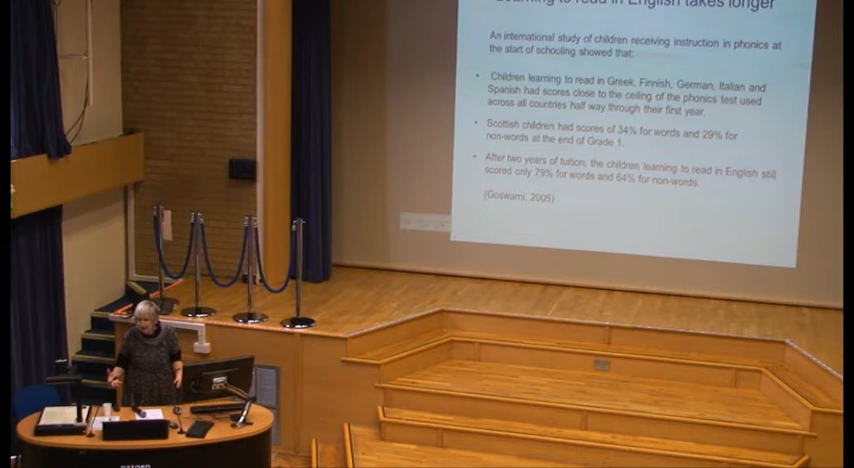 Learning to read in English takes longer
An international study of children receiving instruction in phonics at
the start of schooling showed that:
• Children learning to read in Greek, Finnish, German, Italian and
Spanish had scores close to the ceiling of the phonics test used
across all countries half way through their first year.
• Scottish children had scores of 34% for words and 29% for
non-words at the end of Grade 1.
• After two years of tuition, the children learning to read in English still
scored only 79% for words and 64% for non-words.
(Goswami, 2005)
OXFORD